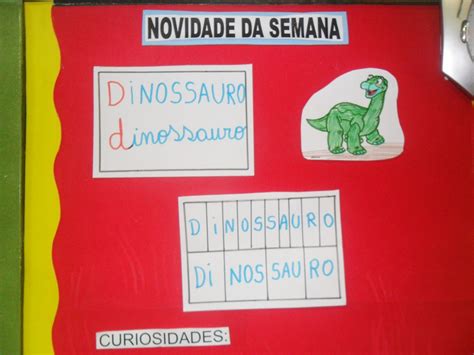 NOVIDADE DA SEMANA
DiNOSSAURO
dinossauro
D i N O S S A U R O
Di NOS SAU RO
CURIOSIDADES: